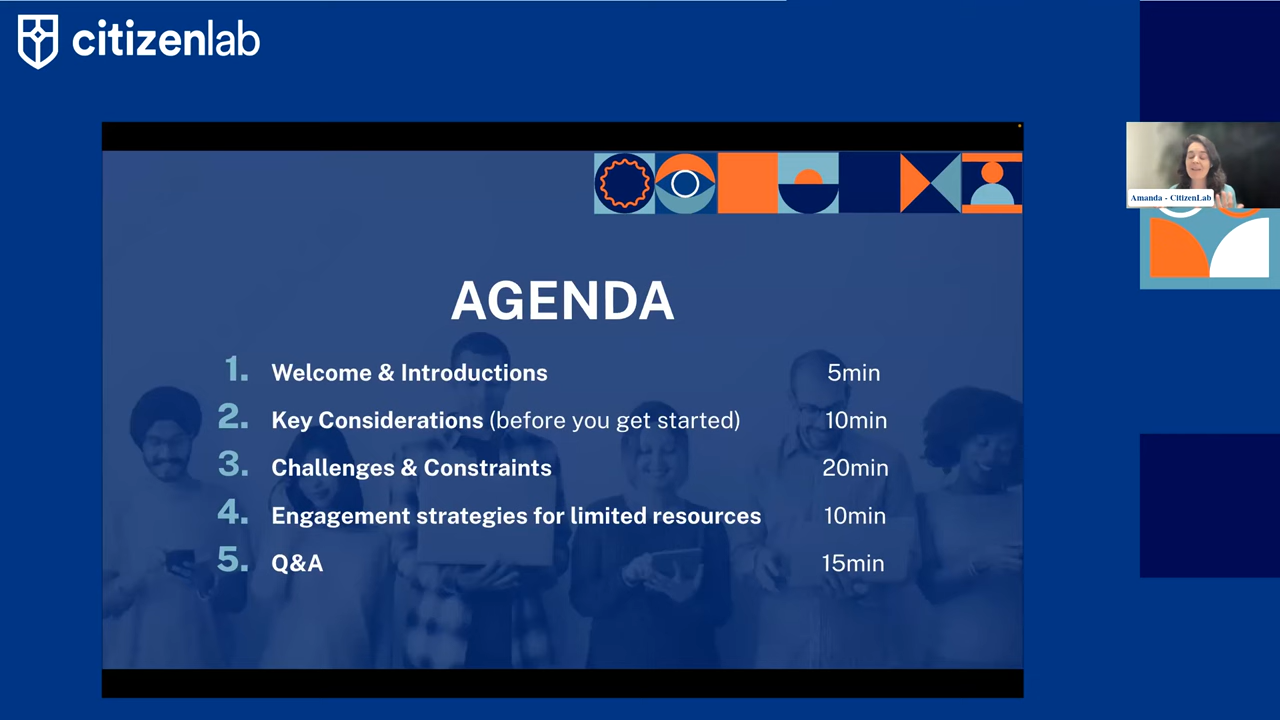 citizenlab
AGENDA
1. Welcome & Introductions 5min
2. Key Considerations (before you get started) 10min
3. Challenges & Constraints 20min
4. Engagement strategies for limited resources 10min
5. Q&A 15min
Amanda - CitizenLab